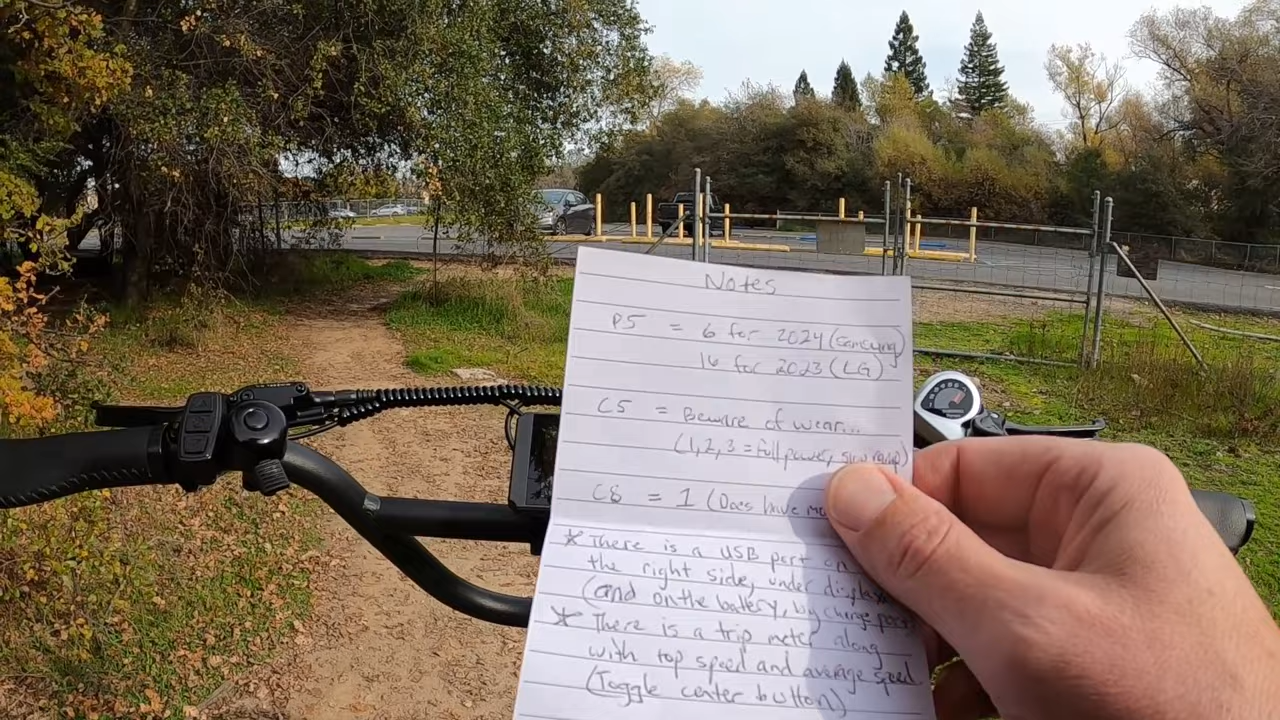 Notes
P5 = 6 for 2024 (Samsung)
16 for 2023 (LG)
C5 = Beware of wear...
(1,2,3 = Full power, slow ramp)
C8 = 1 (Does have
* There is a USB port on
the right side, under display
(and on the battery, by charge port)
* There is a trip meter along
with top speed and average speed
(Toggle center button)